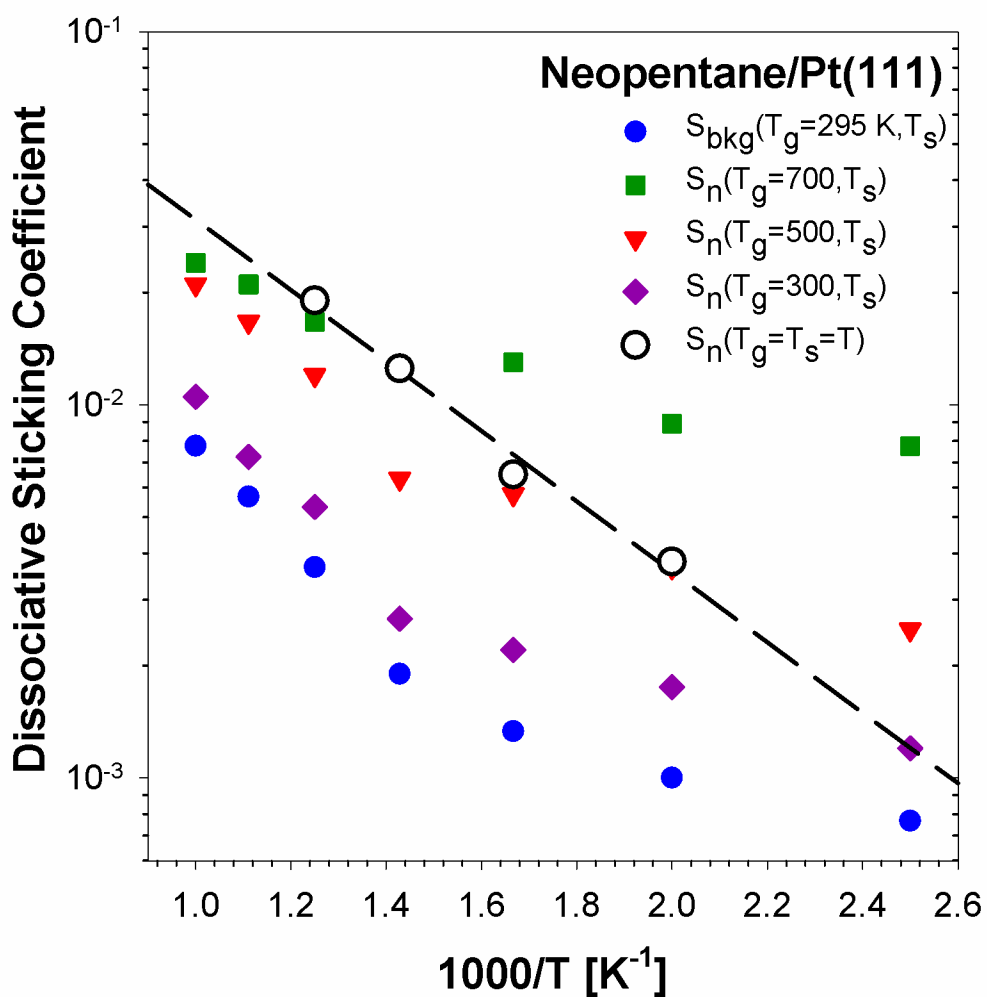 10⁻¹
Neopentane/Pt(111)
S_bkg(T_g=295 K,T_s)
S_n(T_g=700,T_s)
S_n(T_g=500,T_s)
S_n(T_g=300,T_s)
S_n(T_g=T_s=T)
10⁻²
10⁻³
Dissociative Sticking Coefficient
1.0 1.2 1.4 1.6 1.8 2.0 2.2 2.4 2.6
1000/T [K⁻¹]